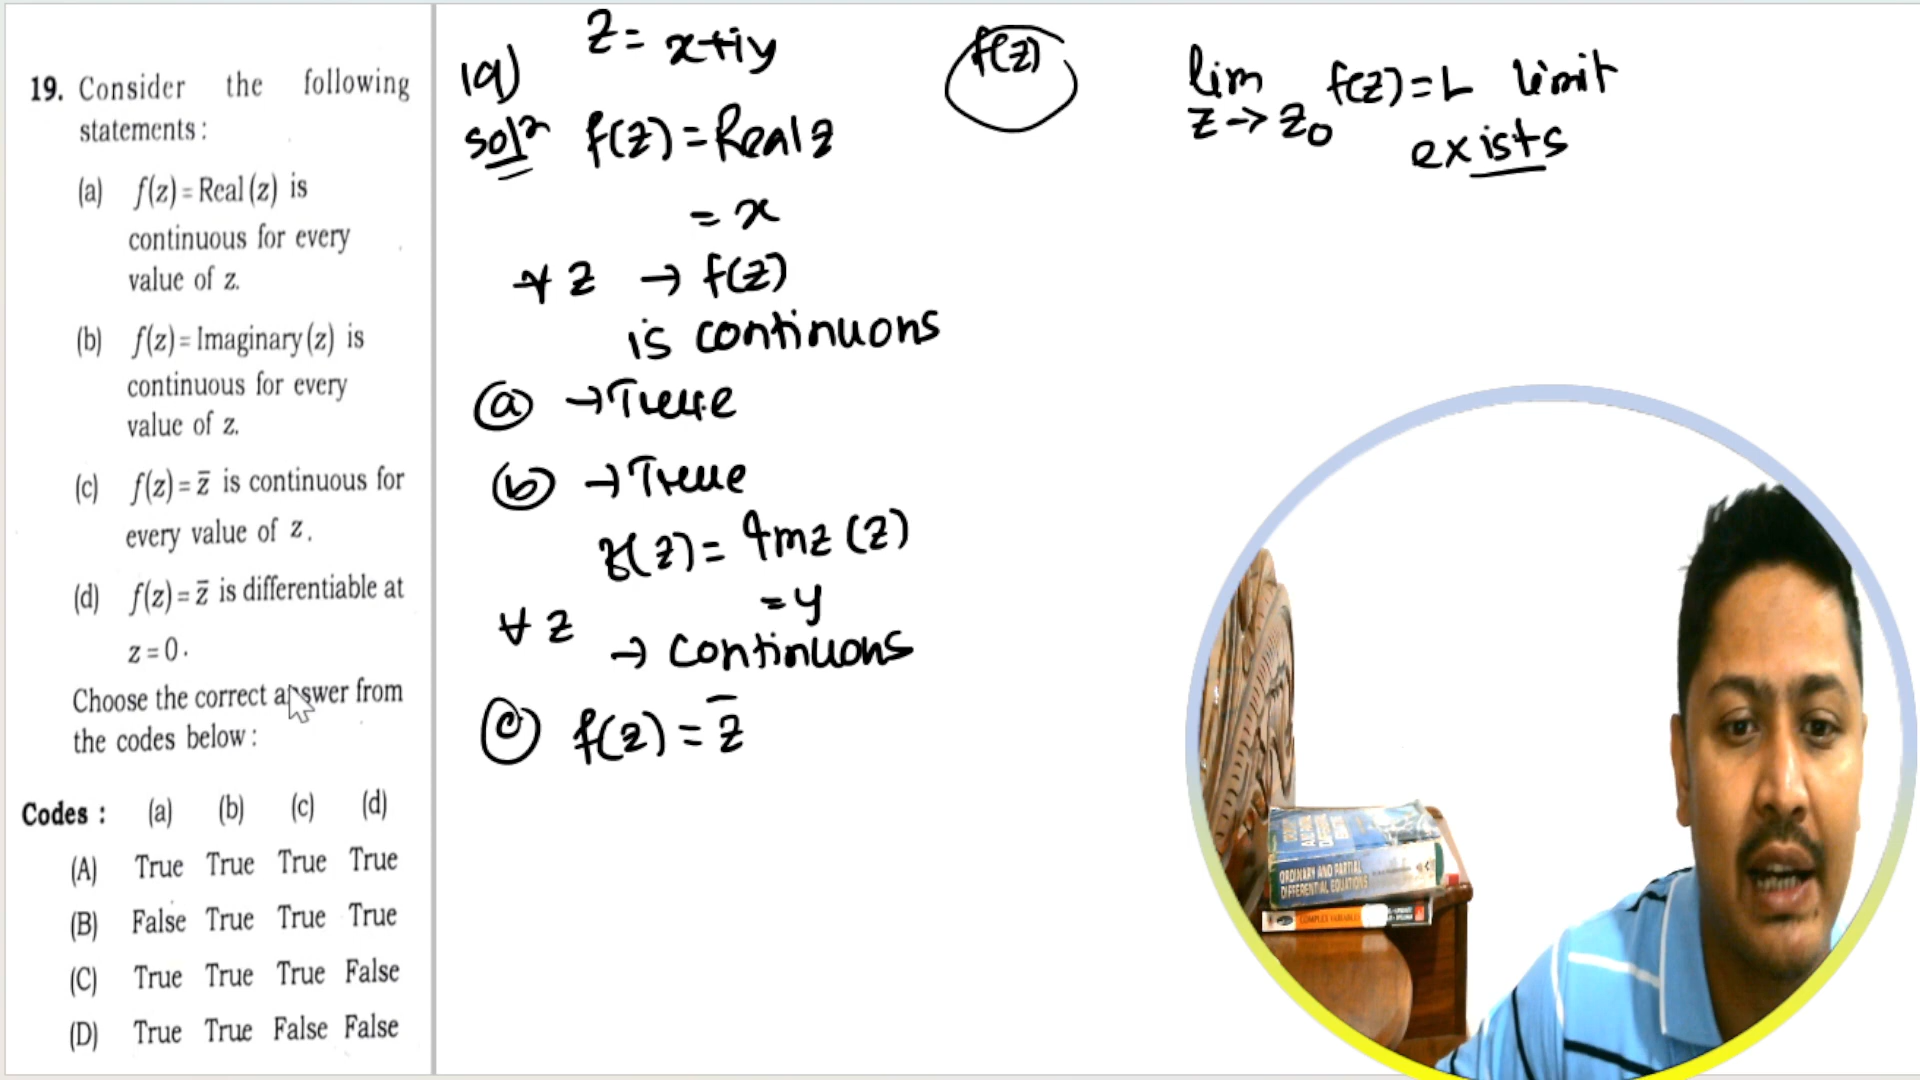 19. Consider the following
statements :
(a) f(z) = Real (z) is
continuous for every
value of z.
(b) f(z) = Imaginary (z) is
continuous for every
value of z.
(c) f(z) = z̅ is continuous for
every value of z.
(d) f(z) = z̅ is differentiable at
z = 0.
Choose the correct answer from
the codes below :
Codes : (a) (b) (c) (d)
(A) True True True True
(B) False True True True
(C) True True True False
(D) True True False False
19) z = x+iy
Soln f(z) = Real z
= x
∀ z → f(z)
is continuous
(a) → True
(b) → True
f(z) = Imz (z)
= y
∀ z
→ continuous
(c) f(z) = z̅
f(z)
lim f(z) = L limit
z → z0 exists
ORDINARY AND PARTIAL
DIFFERENTIAL EQUATIONS
COMPLEX VARIABLES